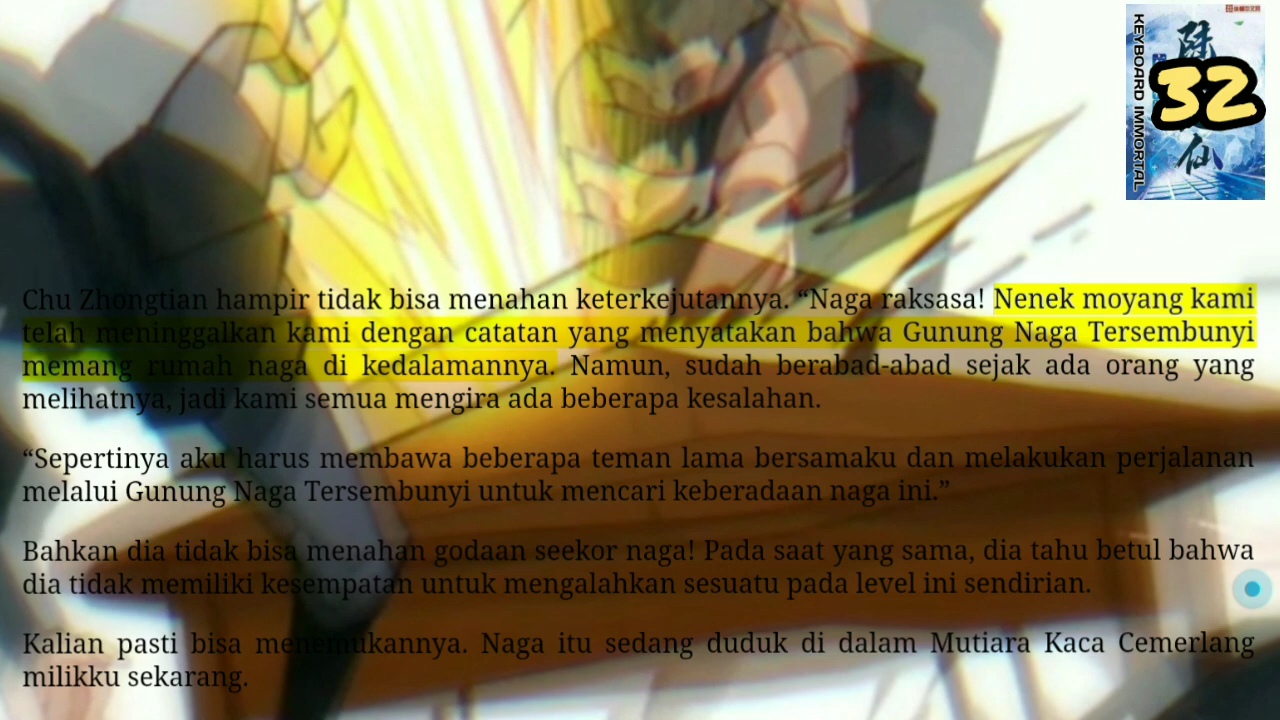 KEYBOARD IMMORTAL
陆
仙
32
Chu Zhongtian hampir tidak bisa menahan keterkejutannya. “Naga raksasa! Nenek moyang kami
telah meninggalkan kami dengan catatan yang menyatakan bahwa Gunung Naga Tersembunyi
memang rumah naga di kedalamannya. Namun, sudah berabad-abad sejak ada orang yang
melihatnya, jadi kami semua mengira ada beberapa kesalahan.
“Sepertinya aku harus membawa beberapa teman lama bersamaku dan melakukan perjalanan
melalui Gunung Naga Tersembunyi untuk mencari keberadaan naga ini.”
Bahkan dia tidak bisa menahan godaan seekor naga! Pada saat yang sama, dia tahu betul bahwa
dia tidak memiliki kesempatan untuk mengalahkan sesuatu pada level ini sendirian.
Kalian pasti bisa menemukannya. Naga itu sedang duduk di dalam Mutiara Kaca Cemerlang
milikku sekarang.